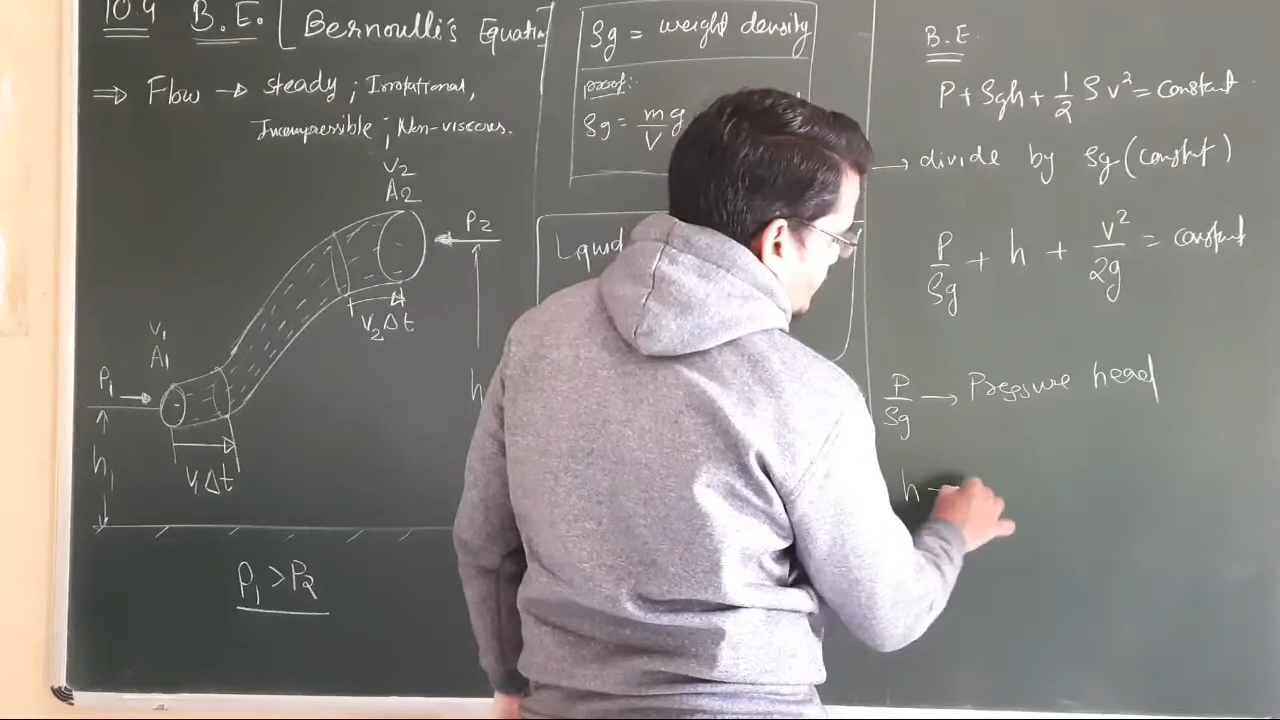 10.4 B.E. [Bernoulli's Equation]
⇒ Flow → steady ; Irrotational,
Incompressible ; Non-viscous.
v2
A2
P2
v2Δt
v1
A1
P1
h1
v1Δt
h
P1 > P2
ρg = weight density
proof:
ρg = m/V g
Liquid
B.E.
P + ρgh + 1/2 ρv² = constant
→ divide by ρg (constant)
P/ρg + h + v²/2g = constant
P/ρg → Pressure head
h –